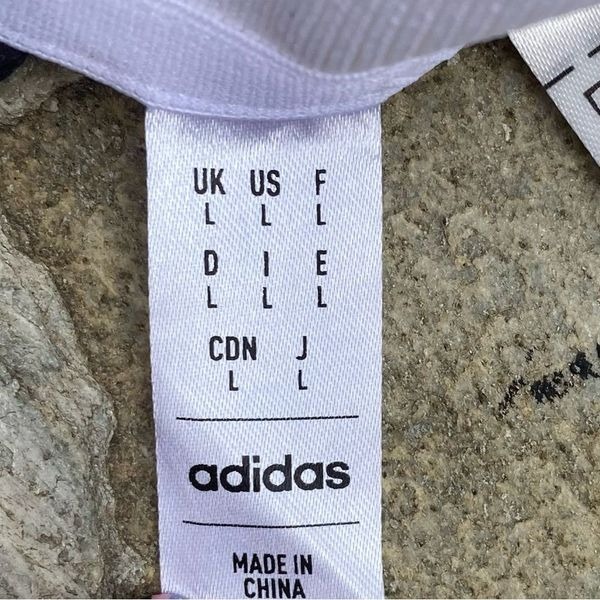 UK US F
L L L
D I E
L L L
CDN J
L L
adidas
MADE IN
CHINA